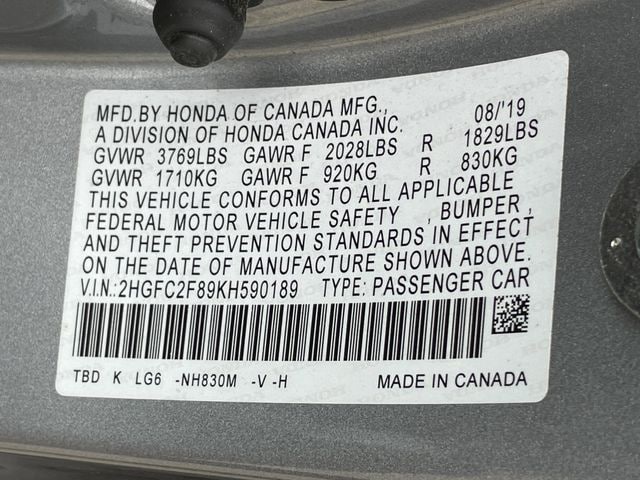 MFD.BY HONDA OF CANADA MFG., 08/'19
A DIVISION OF HONDA CANADA INC.
GVWR 3769LBS GAWR F 2028LBS R 1829LBS
GVWR 1710KG GAWR F 920KG R 830KG
THIS VEHICLE CONFORMS TO ALL APPLICABLE
FEDERAL MOTOR VEHICLE SAFETY , BUMPER ,
AND THEFT PREVENTION STANDARDS IN EFFECT
ON THE DATE OF MANUFACTURE SHOWN ABOVE.
V.I.N.:2HGFC2F89KH590189 TYPE: PASSENGER CAR
TBD K LG6 -NH830M -V -H MADE IN CANADA